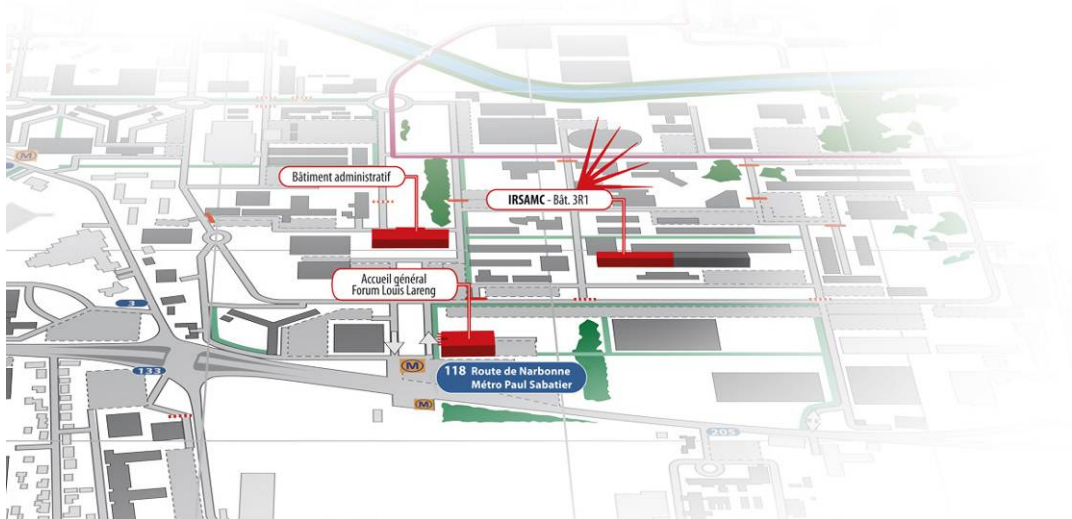 M
Bâtiment administratif
IRSAMC - Bât. 3R1
Accueil général
Forum Louis Lareng
3
133
M
118 Route de Narbonne
Métro Paul Sabatier
M
205